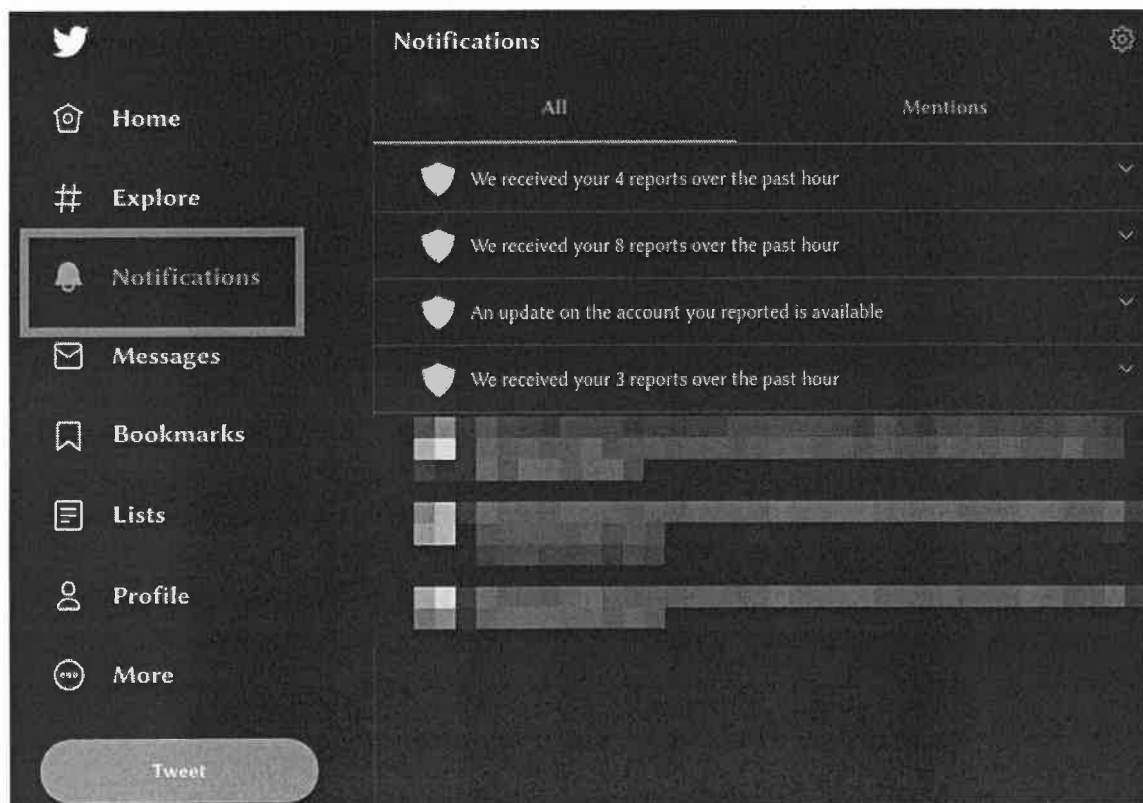 Notifications
Home
All
Mentions
Explore
We received your 4 reports over the past hour
Notifications
We received your 8 reports over the past hour
An update on the account you reported is available
Messages
We received your 3 reports over the past hour
Bookmarks
Lists
Profile
More
Tweet